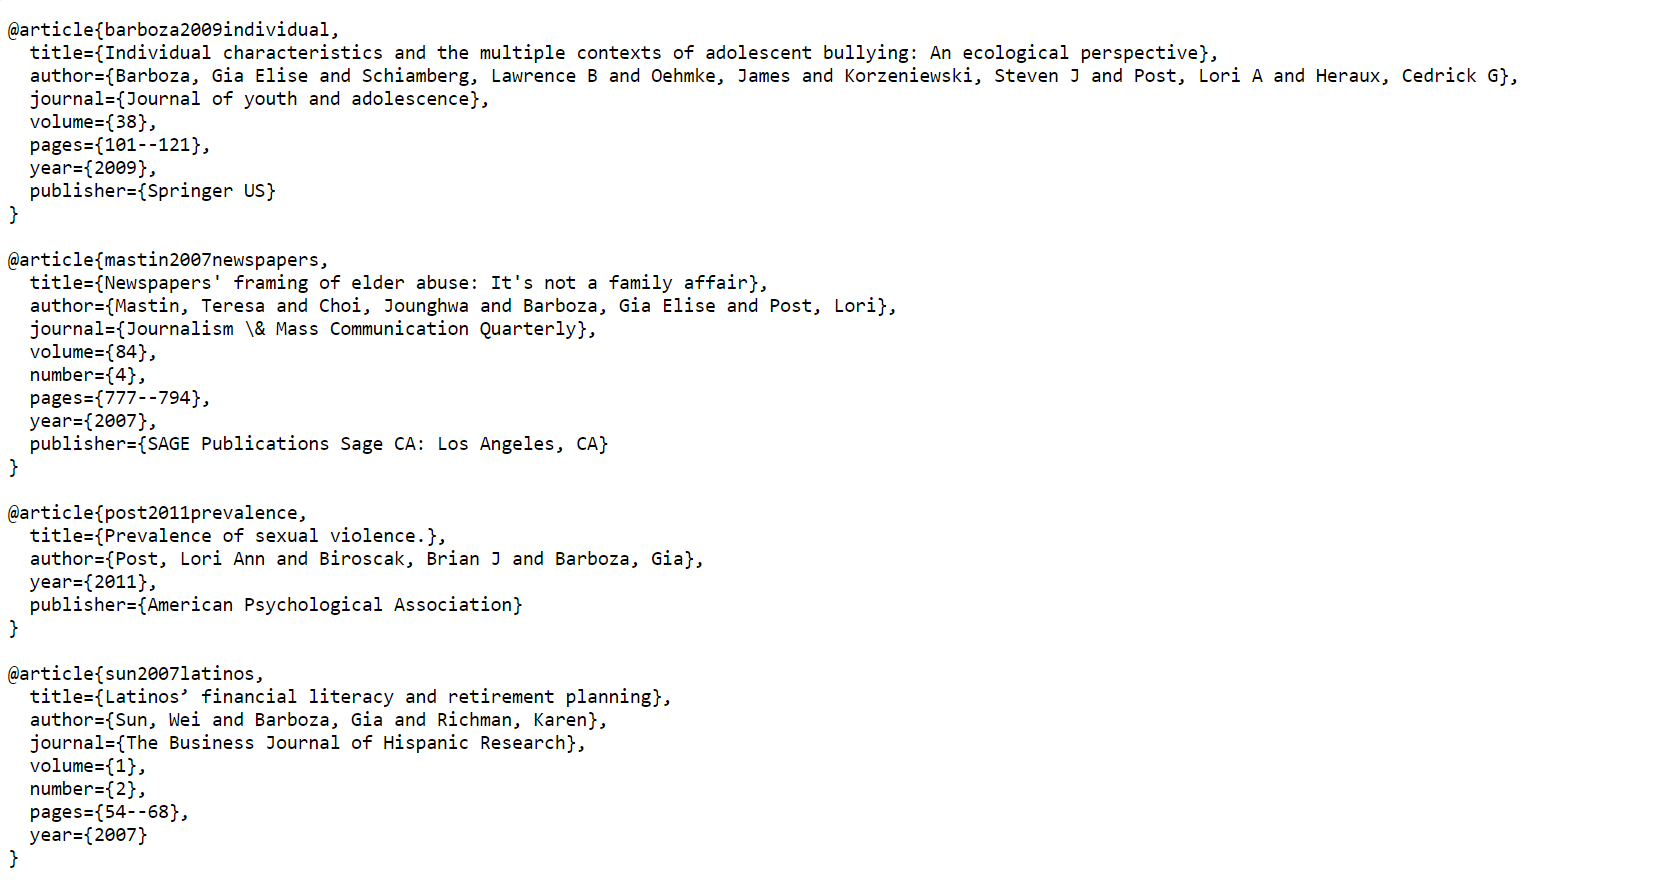 @article{barboza2009individual,
  title={Individual characteristics and the multiple contexts of adolescent bullying: An ecological perspective},
  author={Barboza, Gia Elise and Schiamberg, Lawrence B and Oehmke, James and Korzeniewski, Steven J and Post, Lori A and Heraux, Cedrick G},
  journal={Journal of youth and adolescence},
  volume={38},
  pages={101--121},
  year={2009},
  publisher={Springer US}
}

@article{mastin2007newspapers,
  title={Newspapers' framing of elder abuse: It's not a family affair},
  author={Mastin, Teresa and Choi, Jounghwa and Barboza, Gia Elise and Post, Lori},
  journal={Journalism \& Mass Communication Quarterly},
  volume={84},
  number={4},
  pages={777--794},
  year={2007},
  publisher={SAGE Publications Sage CA: Los Angeles, CA}
}

@article{post2011prevalence,
  title={Prevalence of sexual violence.},
  author={Post, Lori Ann and Biroscak, Brian J and Barboza, Gia},
  year={2011},
  publisher={American Psychological Association}
}

@article{sun2007latinos,
  title={Latinos’ financial literacy and retirement planning},
  author={Sun, Wei and Barboza, Gia and Richman, Karen},
  journal={The Business Journal of Hispanic Research},
  volume={1},
  number={2},
  pages={54--68},
  year={2007}
}